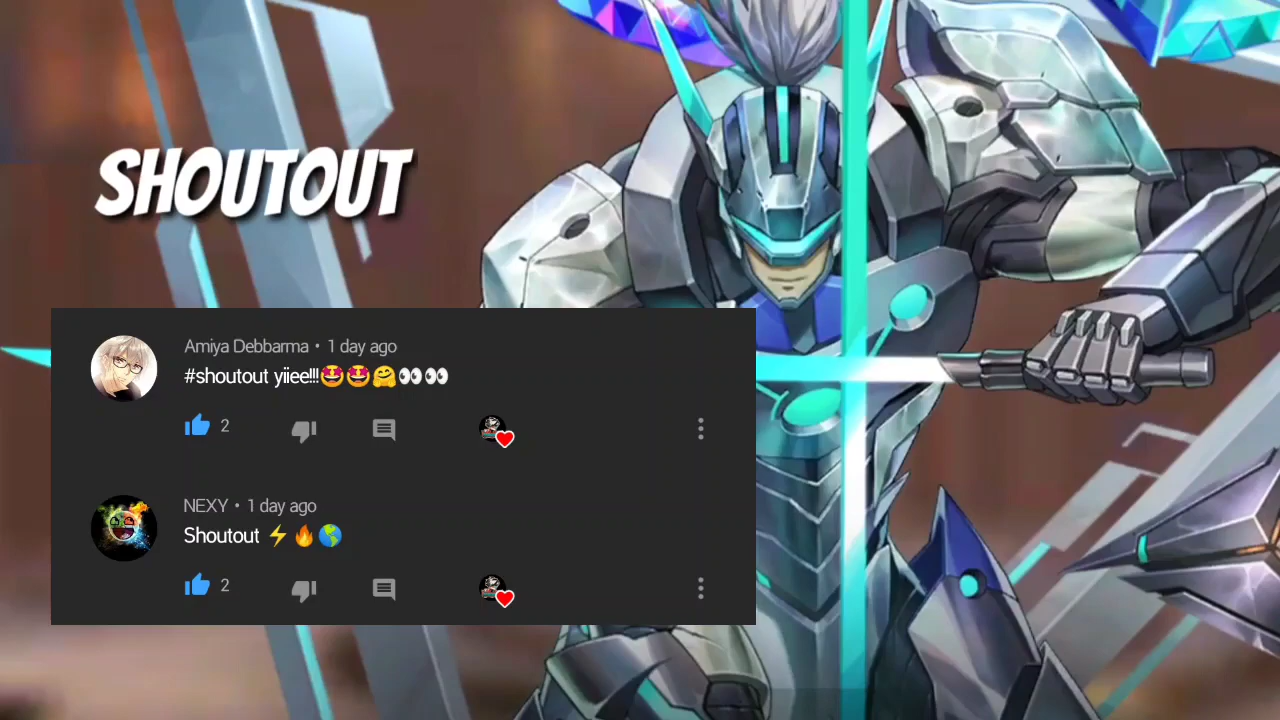 SHOUTOUT
Amiya Debbarma • 1 day ago
#shoutout yiiee!!!🤩🤩🤗👀👀
2
NEXY • 1 day ago
Shoutout ⚡🔥🌎
2